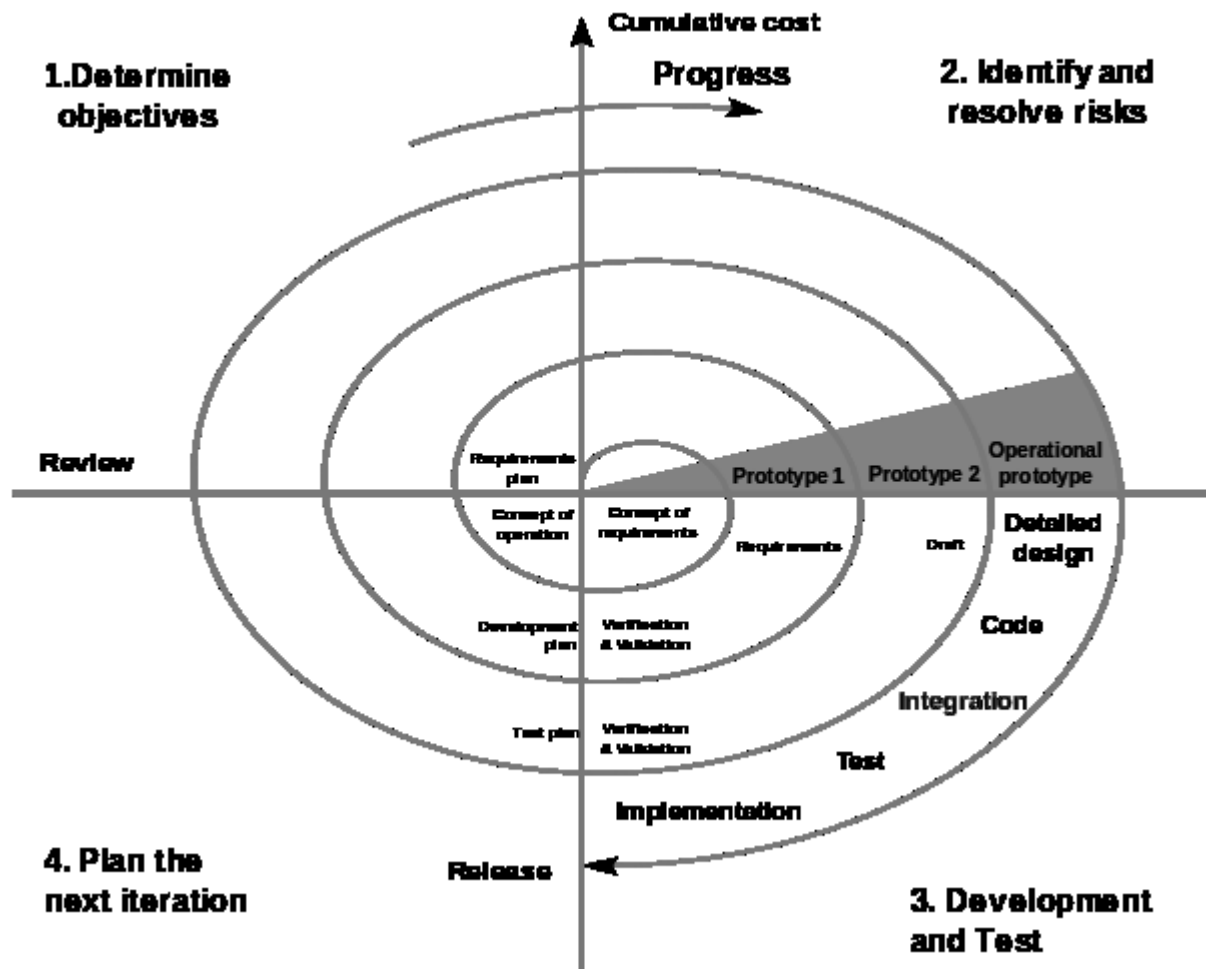 Cumulative cost
Progress
1.Determine
objectives
2. Identify and
resolve risks
Review
Requirements
plan
Prototype 1
Prototype 2
Operational
prototype
Concept of
operation
Concept of
requirements
Requirements
Draft
Detailed
design
Development
plan
Verification
& Validation
Code
Integration
Test plan
Verification
& Validation
Test
Implementation
4. Plan the
next iteration
Release
3. Development
and Test